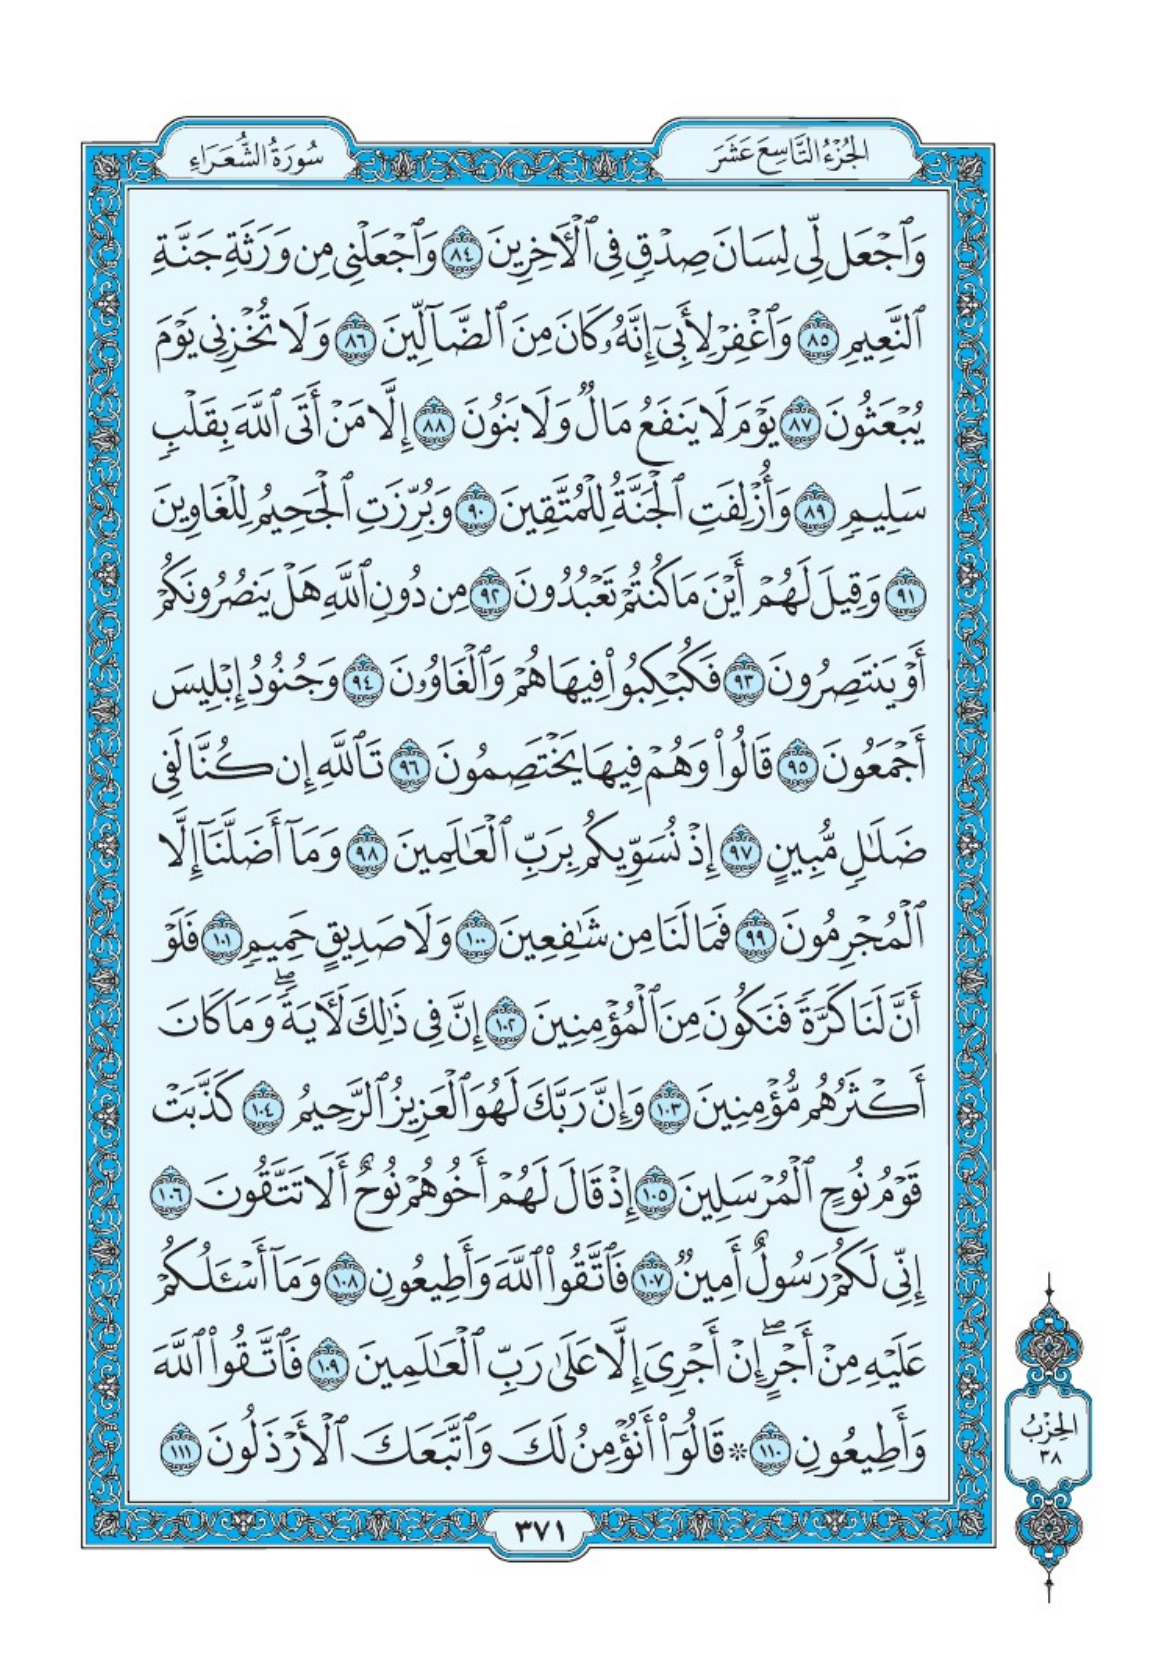 الجُزْءُ التَّاسِعَ عَشَرَ
سُورَةُ الشُّعَرَاءِ
وَٱجْعَل لِّي لِسَانَ صِدْقٖ فِي ٱلْأٓخِرِينَ ٨٤ وَٱجْعَلْنِي مِن وَرَثَةِ جَنَّةِ
ٱلنَّعِيمِ ٨٥ وَٱغْفِرْ لِأَبِيٓ إِنَّهُۥ كَانَ مِنَ ٱلضَّآلِّينَ ٨٦ وَلَا تُخْزِنِي يَوْمَ
يُبْعَثُونَ ٨٧ يَوْمَ لَا يَنفَعُ مَالٞ وَلَا بَنُونَ ٨٨ إِلَّا مَنْ أَتَى ٱللَّهَ بِقَلْبٖ
سَلِيمٖ ٨٩ وَأُزْلِفَتِ ٱلْجَنَّةُ لِلْمُتَّقِينَ ٩٠ وَبُرِّزَتِ ٱلْجَحِيمُ لِلْغَاوِينَ
٩١ وَقِيلَ لَهُمْ أَيْنَ مَا كُنتُمْ تَعْبُدُونَ ٩٢ مِن دُونِ ٱللَّهِ هَلْ يَنصُرُونَكُمْ
أَوْ يَنتَصِرُونَ ٩٣ فَكُبْكِبُوا۟ فِيهَا هُمْ وَٱلْغَاوُۥنَ ٩٤ وَجُنُودُ إِبْلِيسَ
أَجْمَعُونَ ٩٥ قَالُوا۟ وَهُمْ فِيهَا يَخْتَصِمُونَ ٩٦ تَٱللَّهِ إِن كُنَّا لَفِي
ضَلَٰلٖ مُّبِينٍ ٩٧ إِذْ نُسَوِّيكُم بِرَبِّ ٱلْعَٰلَمِينَ ٩٨ وَمَآ أَضَلَّنَآ إِلَّا
ٱلْمُجْرِمُونَ ٩٩ فَمَا لَنَا مِن شَٰفِعِينَ ١٠٠ وَلَا صَدِيقٍ حَمِيمٖ ١٠١ فَلَوْ
أَنَّ لَنَا كَرَّةٗ فَنَكُونَ مِنَ ٱلْمُؤْمِنِينَ ١٠٢ إِنَّ فِي ذَٰلِكَ لَأٓيَةٗۖ وَمَا كَانَ
أَكْثَرُهُم مُّؤْمِنِينَ ١٠٣ وَإِنَّ رَبَّكَ لَهُوَ ٱلْعَزِيزُ ٱلرَّحِيمُ ١٠٤ كَذَّبَتْ
قَوْمُ نُوحٍ ٱلْمُرْسَلِينَ ١٠٥ إِذْ قَالَ لَهُمْ أَخُوهُمْ نُوحٌ أَلَا تَتَّقُونَ ١٠٦
إِنِّي لَكُمْ رَسُولٌ أَمِينٞ ١٠٧ فَٱتَّقُوا۟ ٱللَّهَ وَأَطِيعُونِ ١٠٨ وَمَآ أَسْـَٔلُكُمْ
عَلَيْهِ مِنْ أَجْرٍۖ إِنْ أَجْرِيَ إِلَّا عَلَىٰ رَبِّ ٱلْعَٰلَمِينَ ١٠٩ فَٱتَّقُوا۟ ٱللَّهَ
وَأَطِيعُونِ ١١٠ ۞ قَالُوٓا۟ أَنُؤْمِنُ لَكَ وَٱتَّبَعَكَ ٱلْأَرْذَلُونَ ١١١
الحِزْبُ
٣٨
٣٧١